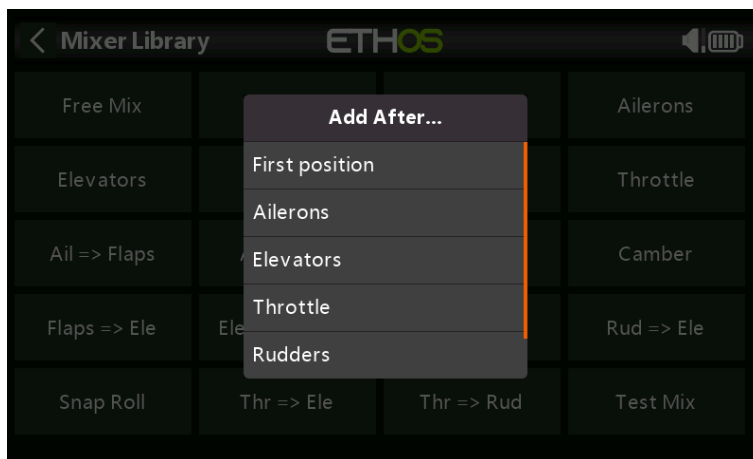 Mixer Library
ETHOS
Free Mix
Ailerons
Elevators
Throttle
Ail => Flaps
Camber
Flaps => Ele
Ele
Rud => Ele
Snap Roll
Thr => Ele
Thr => Rud
Test Mix
Add After...
First position
Ailerons
Elevators
Throttle
Rudders